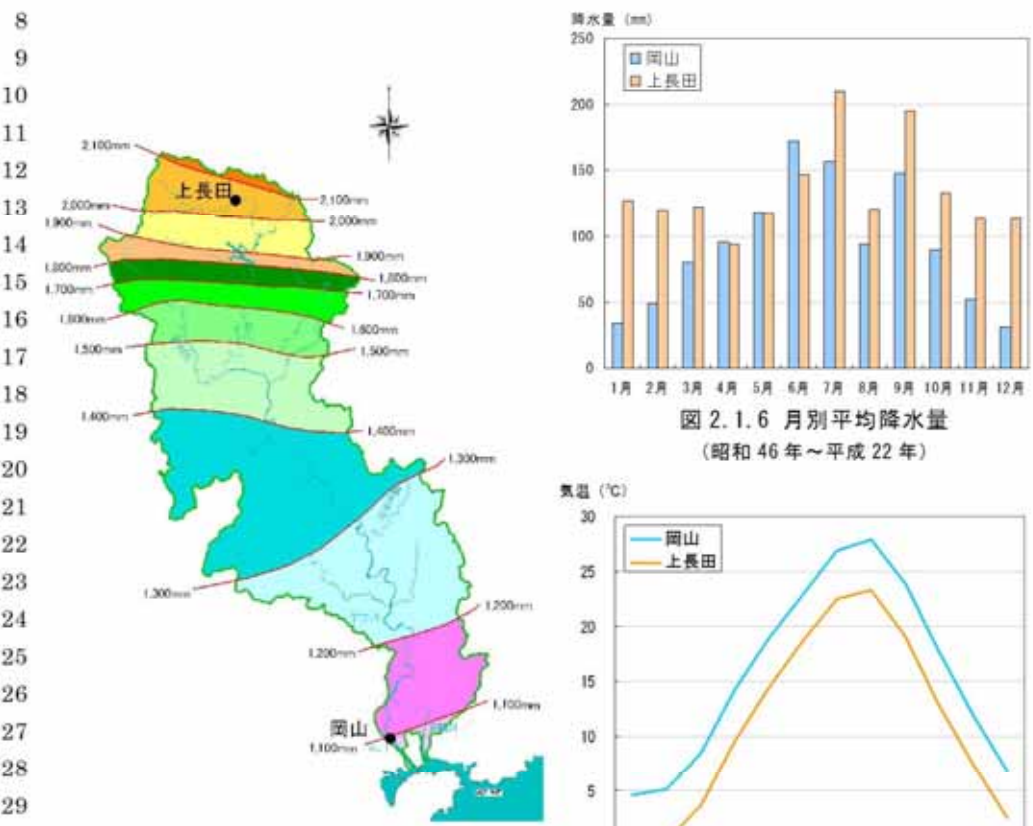 8
9
10
11
12
13
14
15
16
17
18
19
20
21
22
23
24
25
26
27
28
29
2,100mm
上長田
2,100mm
2,000mm
2,000mm
1,900mm
1,900mm
1,800mm
1,800mm
1,700mm
1,700mm
1,600mm
1,600mm
1,500mm
1,500mm
1,400mm
1,400mm
1,300mm
1,300mm
1,200mm
1,200mm
1,100mm
岡山
1,100mm
降水量 (mm)
250
200
150
100
50
0
岡山
上長田
1月 2月 3月 4月 5月 6月 7月 8月 9月 10月 11月 12月
図 2.1.6 月別平均降水量
(昭和 46 年～平成 22 年)
気温 (℃)
30
25
20
15
10
5
岡山
上長田